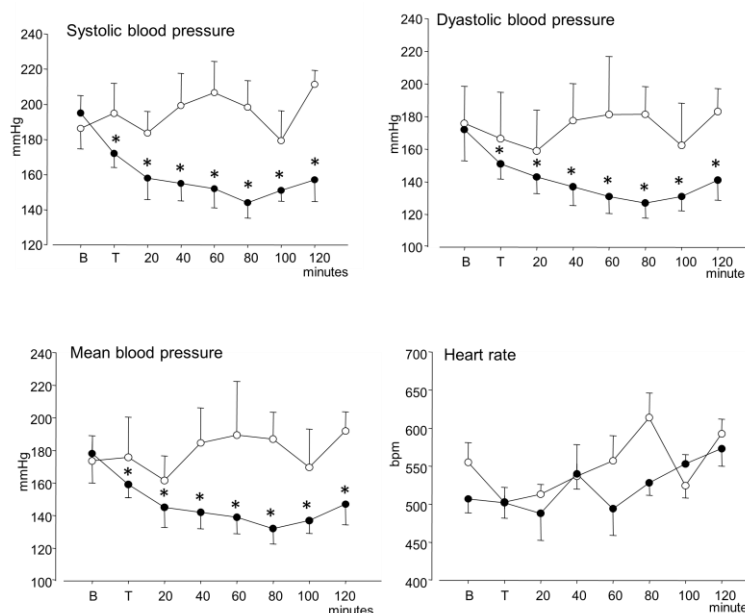 Systolic blood pressure
240
220
200
180
160
140
120
mmHg
B T 20 40 60 80 100 120
minutes
* * * * * * *
Dyastolic blood pressure
240
220
200
180
160
140
120
100
mmHg
B T 20 40 60 80 100 120
minutes
* * * * * * *
Mean blood pressure
240
220
200
180
160
140
120
100
mmHg
B T 20 40 60 80 100 120
minutes
* * * * * * *
Heart rate
700
650
600
550
500
450
400
bpm
B T 20 40 60 80 100 120
minutes